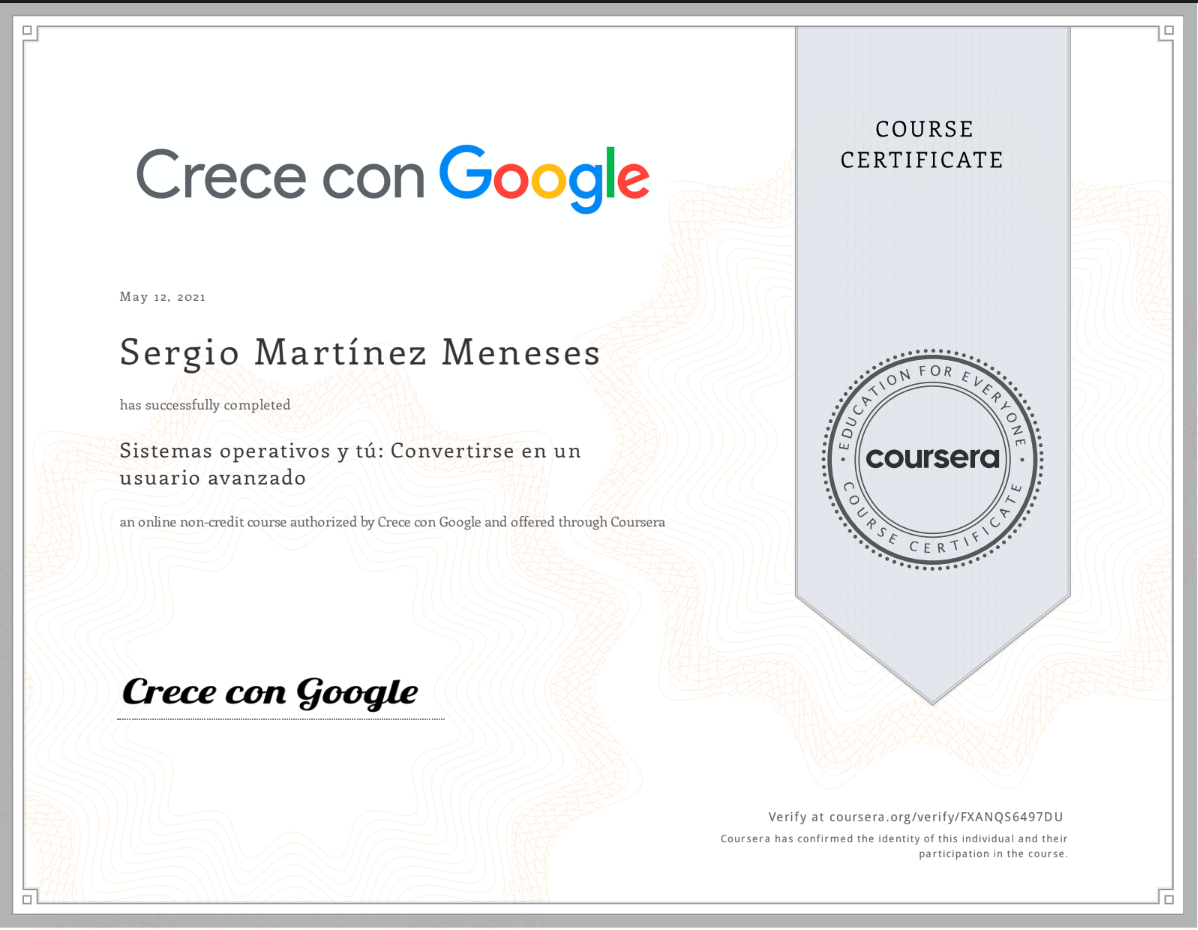 COURSE
CERTIFICATE
Crece con Google
May 12, 2021
Sergio Martínez Meneses
has successfully completed
Sistemas operativos y tú: Convertirse en un
usuario avanzado
an online non-credit course authorized by Crece con Google and offered through Coursera
EDUCATION FOR EVERYONE
coursera
COURSE CERTIFICATE
Crece con Google
Verify at coursera.org/verify/FXANQS6497DU
Coursera has confirmed the identity of this individual and their
participation in the course.